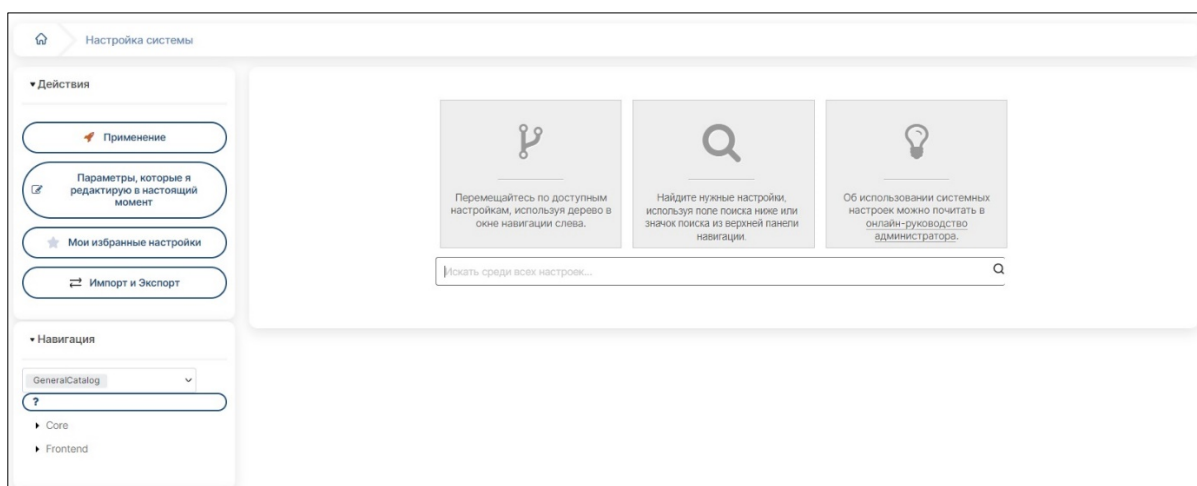 Настройка системы
Действия
Применение
Параметры, которые я
редактирую в настоящий
момент
Мои избранные настройки
Импорт и Экспорт
Навигация
GeneralCatalog
?
Core
Frontend
Перемещайтесь по доступным
настройкам, используя дерево в
окне навигации слева.
Найдите нужные настройки,
используя поле поиска ниже или
значок поиска из верхней панели
навигации.
Об использовании системных
настроек можно почитать в
онлайн-руководство
администратора.
Искать среди всех настроек...